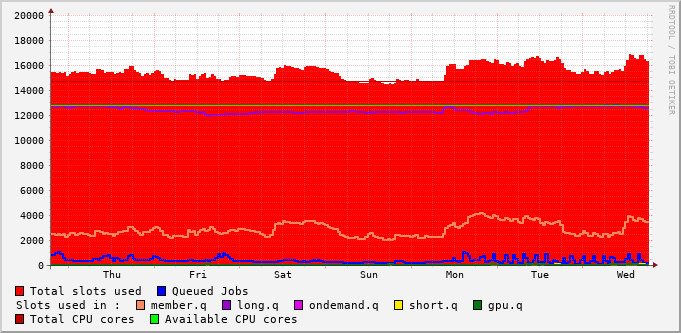 20000
18000
16000
14000
12000
10000
8000
6000
4000
2000
0
Thu Fri Sat Sun Mon Tue Wed
Total slots used Queued Jobs
Slots used in : member.q long.q ondemand.q short.q gpu.q
Total CPU cores Available CPU cores
RRDTOOL / TOBI OETIKER